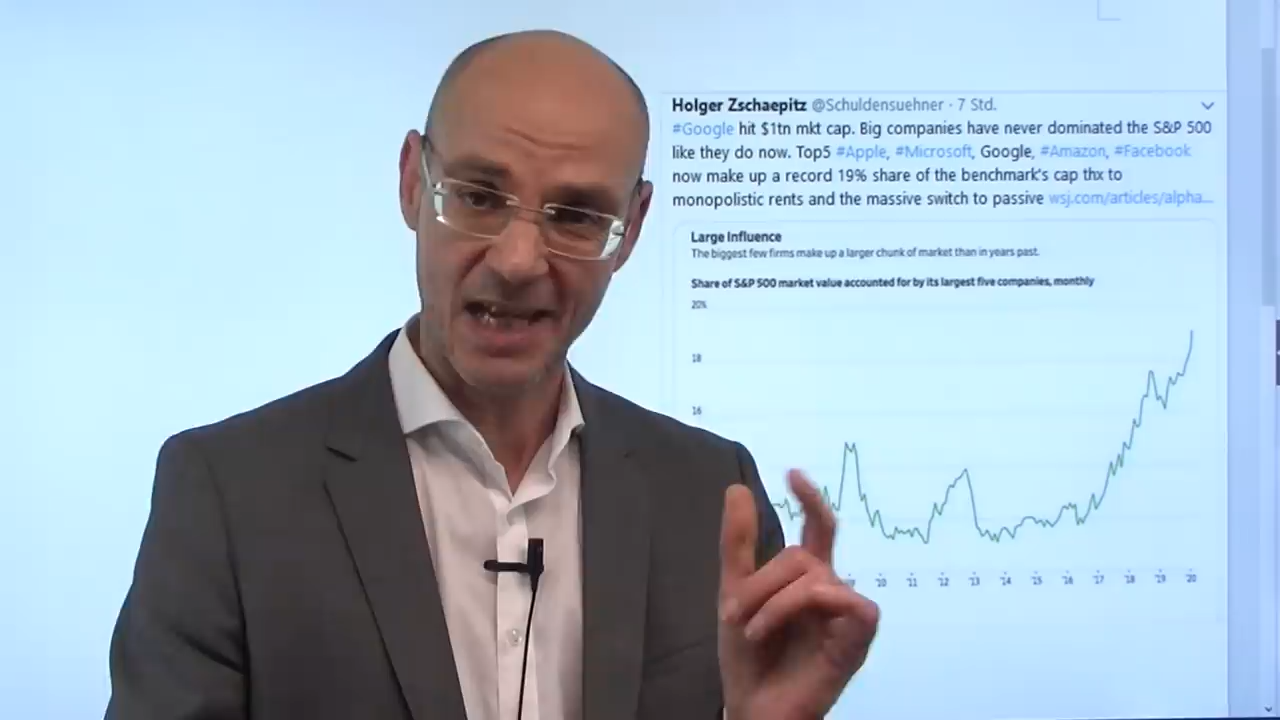 Holger Zschaepitz @Schuldensuehner · 7 Std.
#Google hit $1tn mkt cap. Big companies have never dominated the S&P 500
like they do now. Top5 #Apple, #Microsoft, Google, #Amazon, #Facebook
now make up a record 19% share of the benchmark's cap thx to
monopolistic rents and the massive switch to passive wsj.com/articles/alpha...
Large Influence
The biggest few firms make up a larger chunk of market than in years past.
Share of S&P 500 market value accounted for by its largest five companies, monthly
20%
18
16
'10 '11 '12 '13 '14 '15 '16 '17 '18 '19 '20